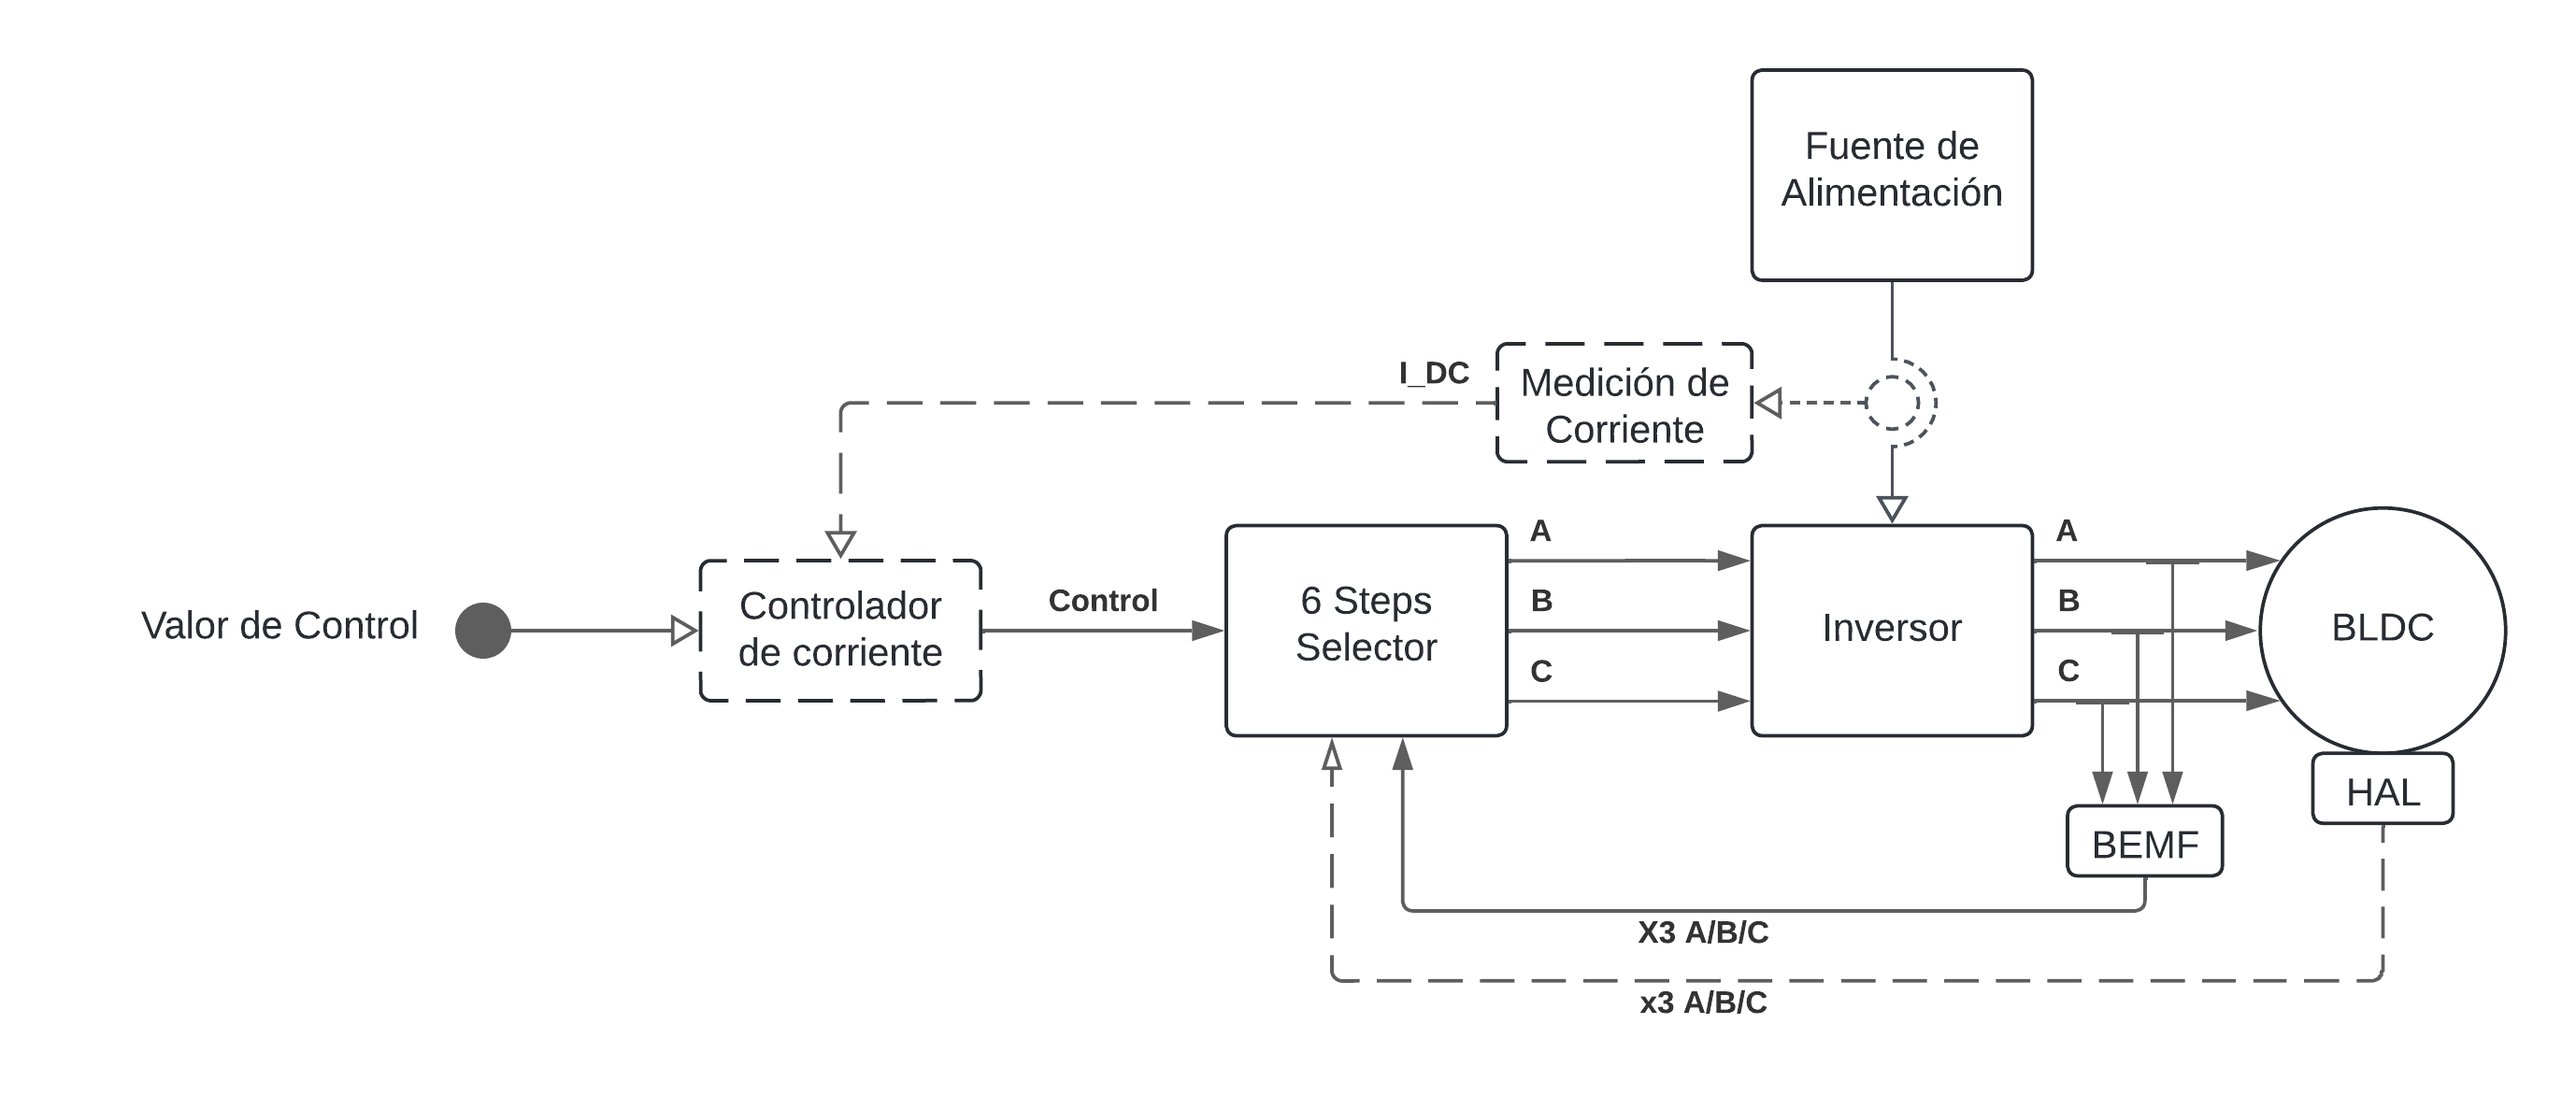 Fuente de
Alimentación
I_DC
Medición de
Corriente
Valor de Control
Controlador
de corriente
Control
6 Steps
Selector
A
B
C
Inversor
A
B
C
BLDC
HAL
BEMF
X3 A/B/C
x3 A/B/C